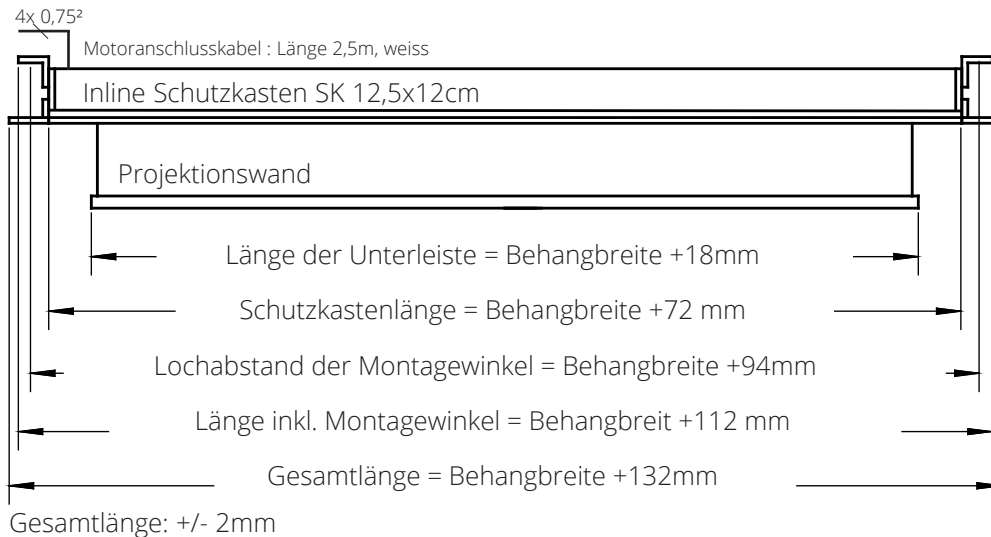 4x 0,75²
Motoranschlusskabel : Länge 2,5m, weiss
Inline Schutzkasten SK 12,5x12cm
Projektionswand
Länge der Unterleiste = Behangbreite +18mm
Schutzkastenlänge = Behangbreite +72 mm
Lochabstand der Montagewinkel = Behangbreite +94mm
Länge inkl. Montagewinkel = Behangbreit +112 mm
Gesamtlänge = Behangbreite +132mm
Gesamtlänge: +/- 2mm